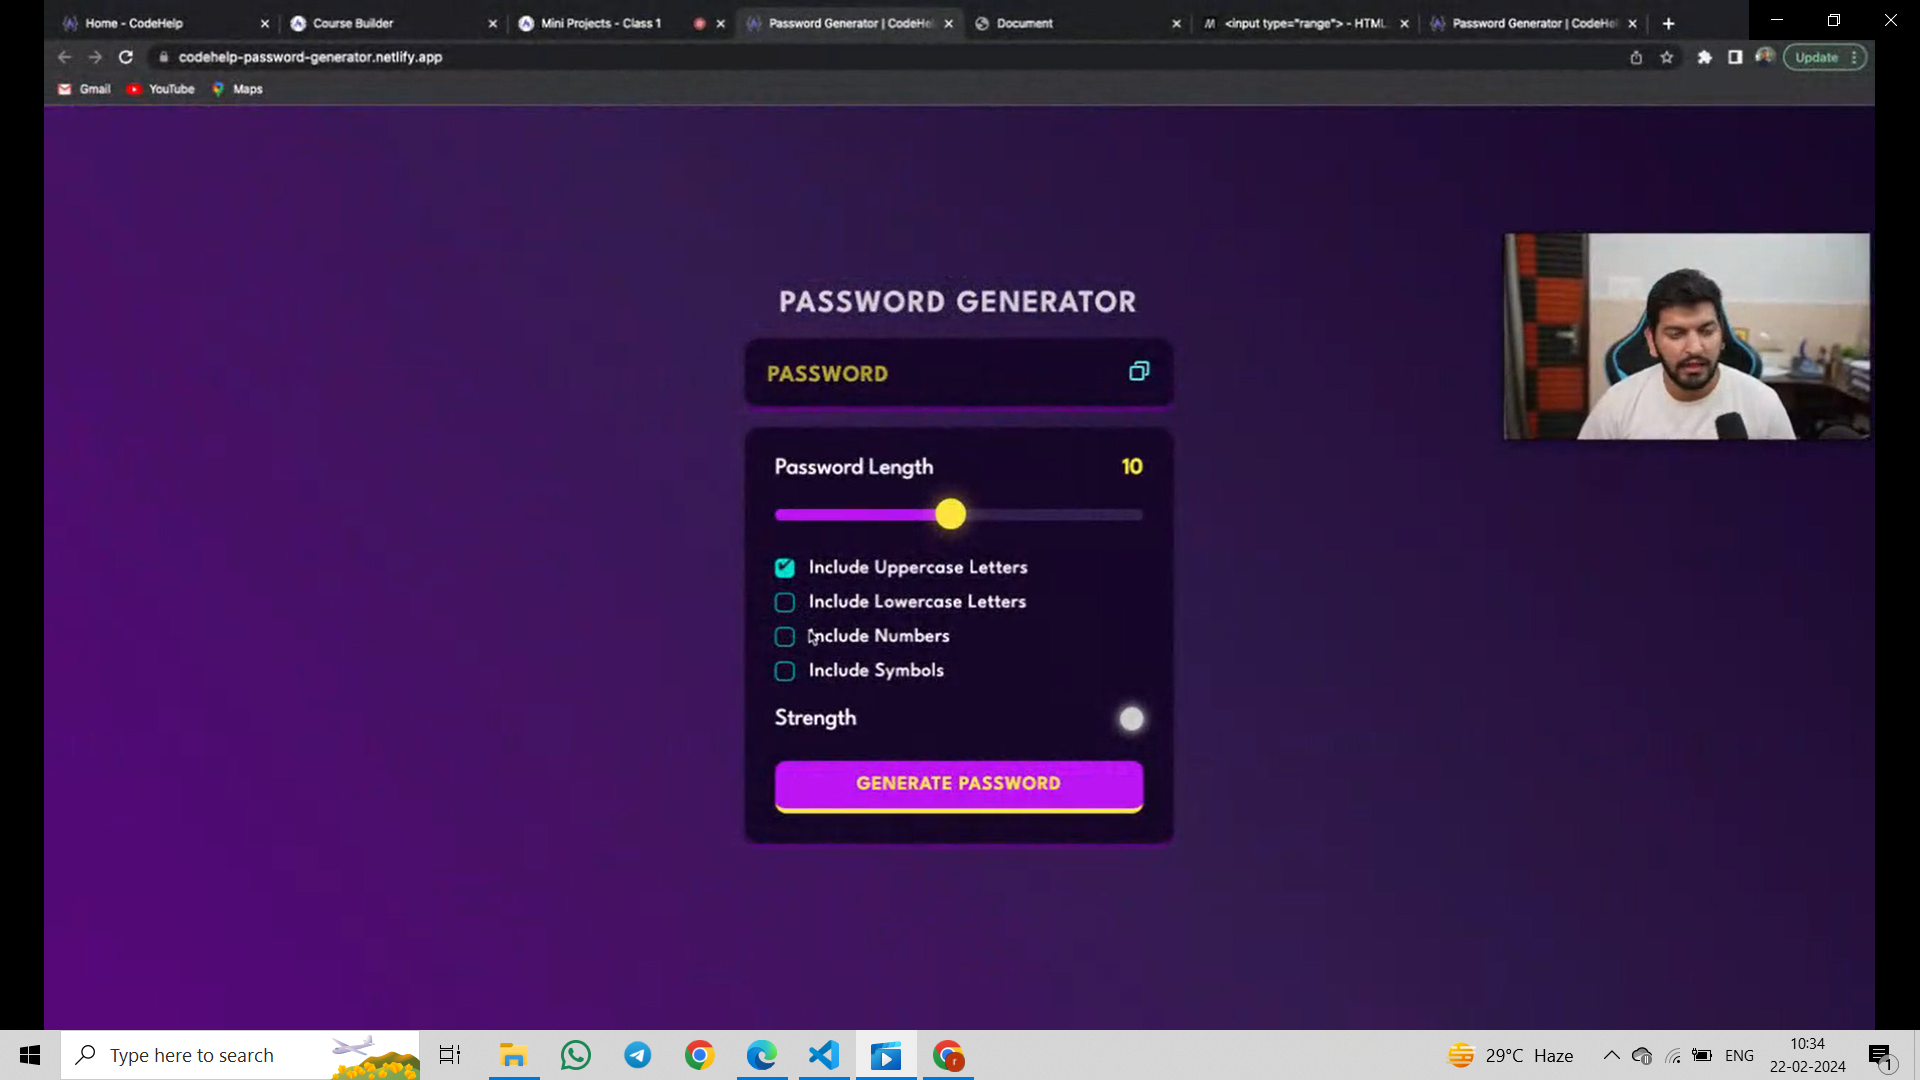 Home - CodeHelp
Course Builder
Mini Projects - Class 1
Password Generator | CodeHel
Document
<input type="range"> - HTML
Password Generator | CodeHel
codehelp-password-generator.netlify.app
Update
Gmail
YouTube
Maps
PASSWORD GENERATOR
PASSWORD
Password Length
10
Include Uppercase Letters
Include Lowercase Letters
Include Numbers
Include Symbols
Strength
GENERATE PASSWORD
Type here to search
29°C Haze
ENG
10:34
22-02-2024
1